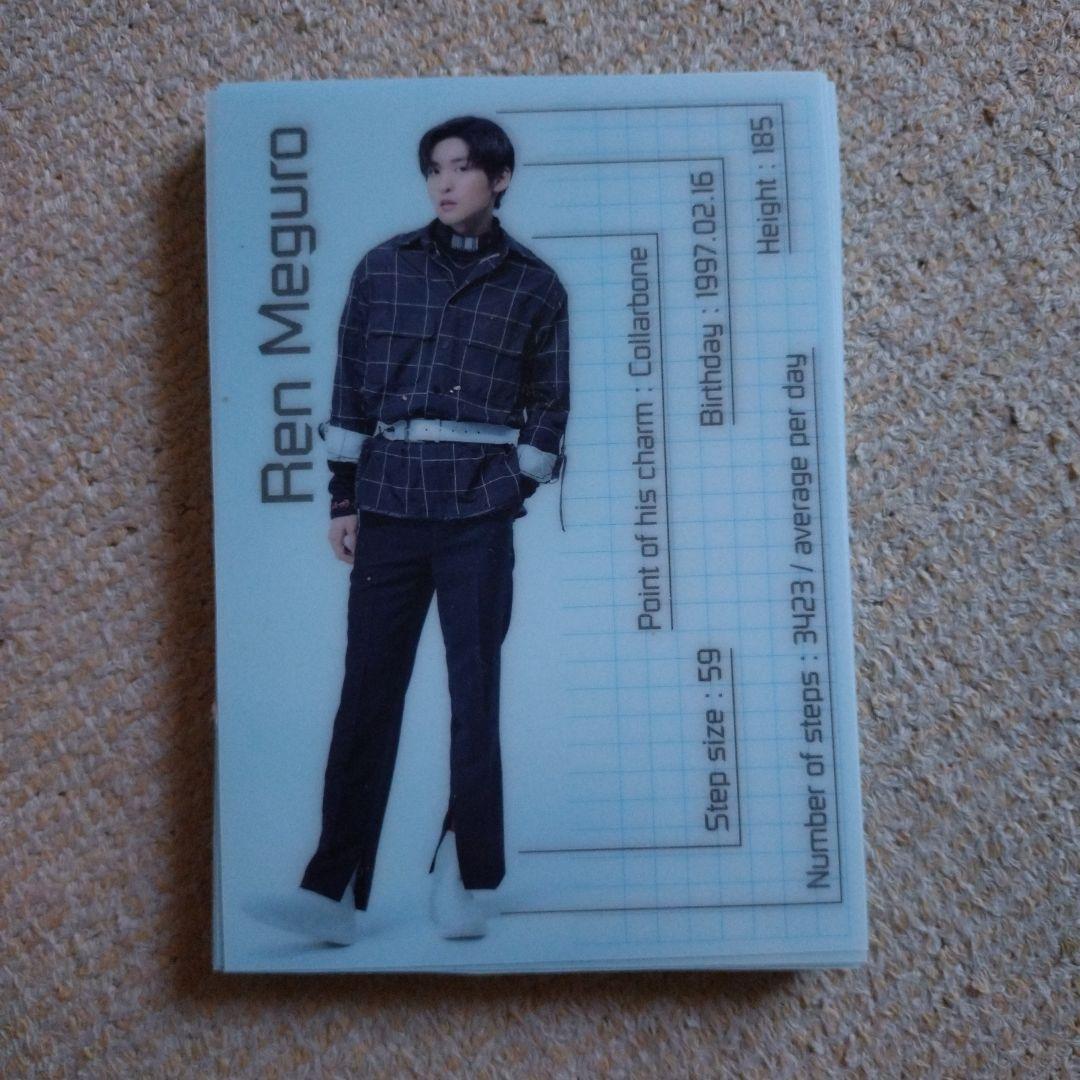 Ren Meguro
Height : 185
Birthday : 1997.02.16
Point of his charm : Collarbone
Step size : 59
Number of steps : 3423 / average per day